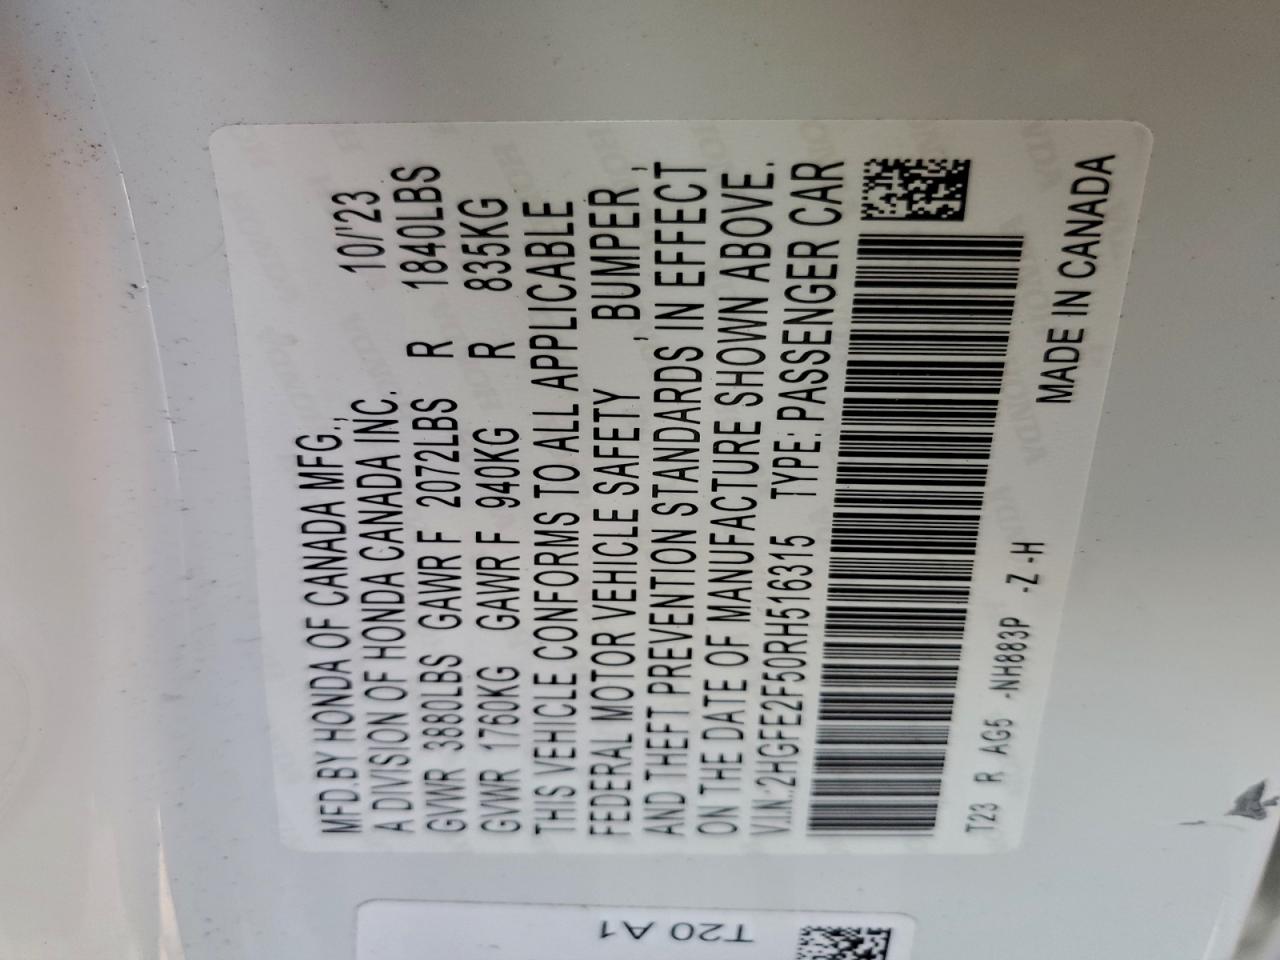 MFD.BY HONDA OF CANADA MFG.,
A DIVISION OF HONDA CANADA INC. 10/'23
GVWR 3880LBS GAWR F 2072LBS R 1840LBS
GVWR 1760KG GAWR F 940KG R 835KG
THIS VEHICLE CONFORMS TO ALL APPLICABLE
FEDERAL MOTOR VEHICLE SAFETY , BUMPER ,
AND THEFT PREVENTION STANDARDS IN EFFECT
ON THE DATE OF MANUFACTURE SHOWN ABOVE.
V.I.N:2HGFE2F50RH516315 TYPE: PASSENGER CAR
T23 R AG5 -NH883P -Z -H
MADE IN CANADA
T20 A1